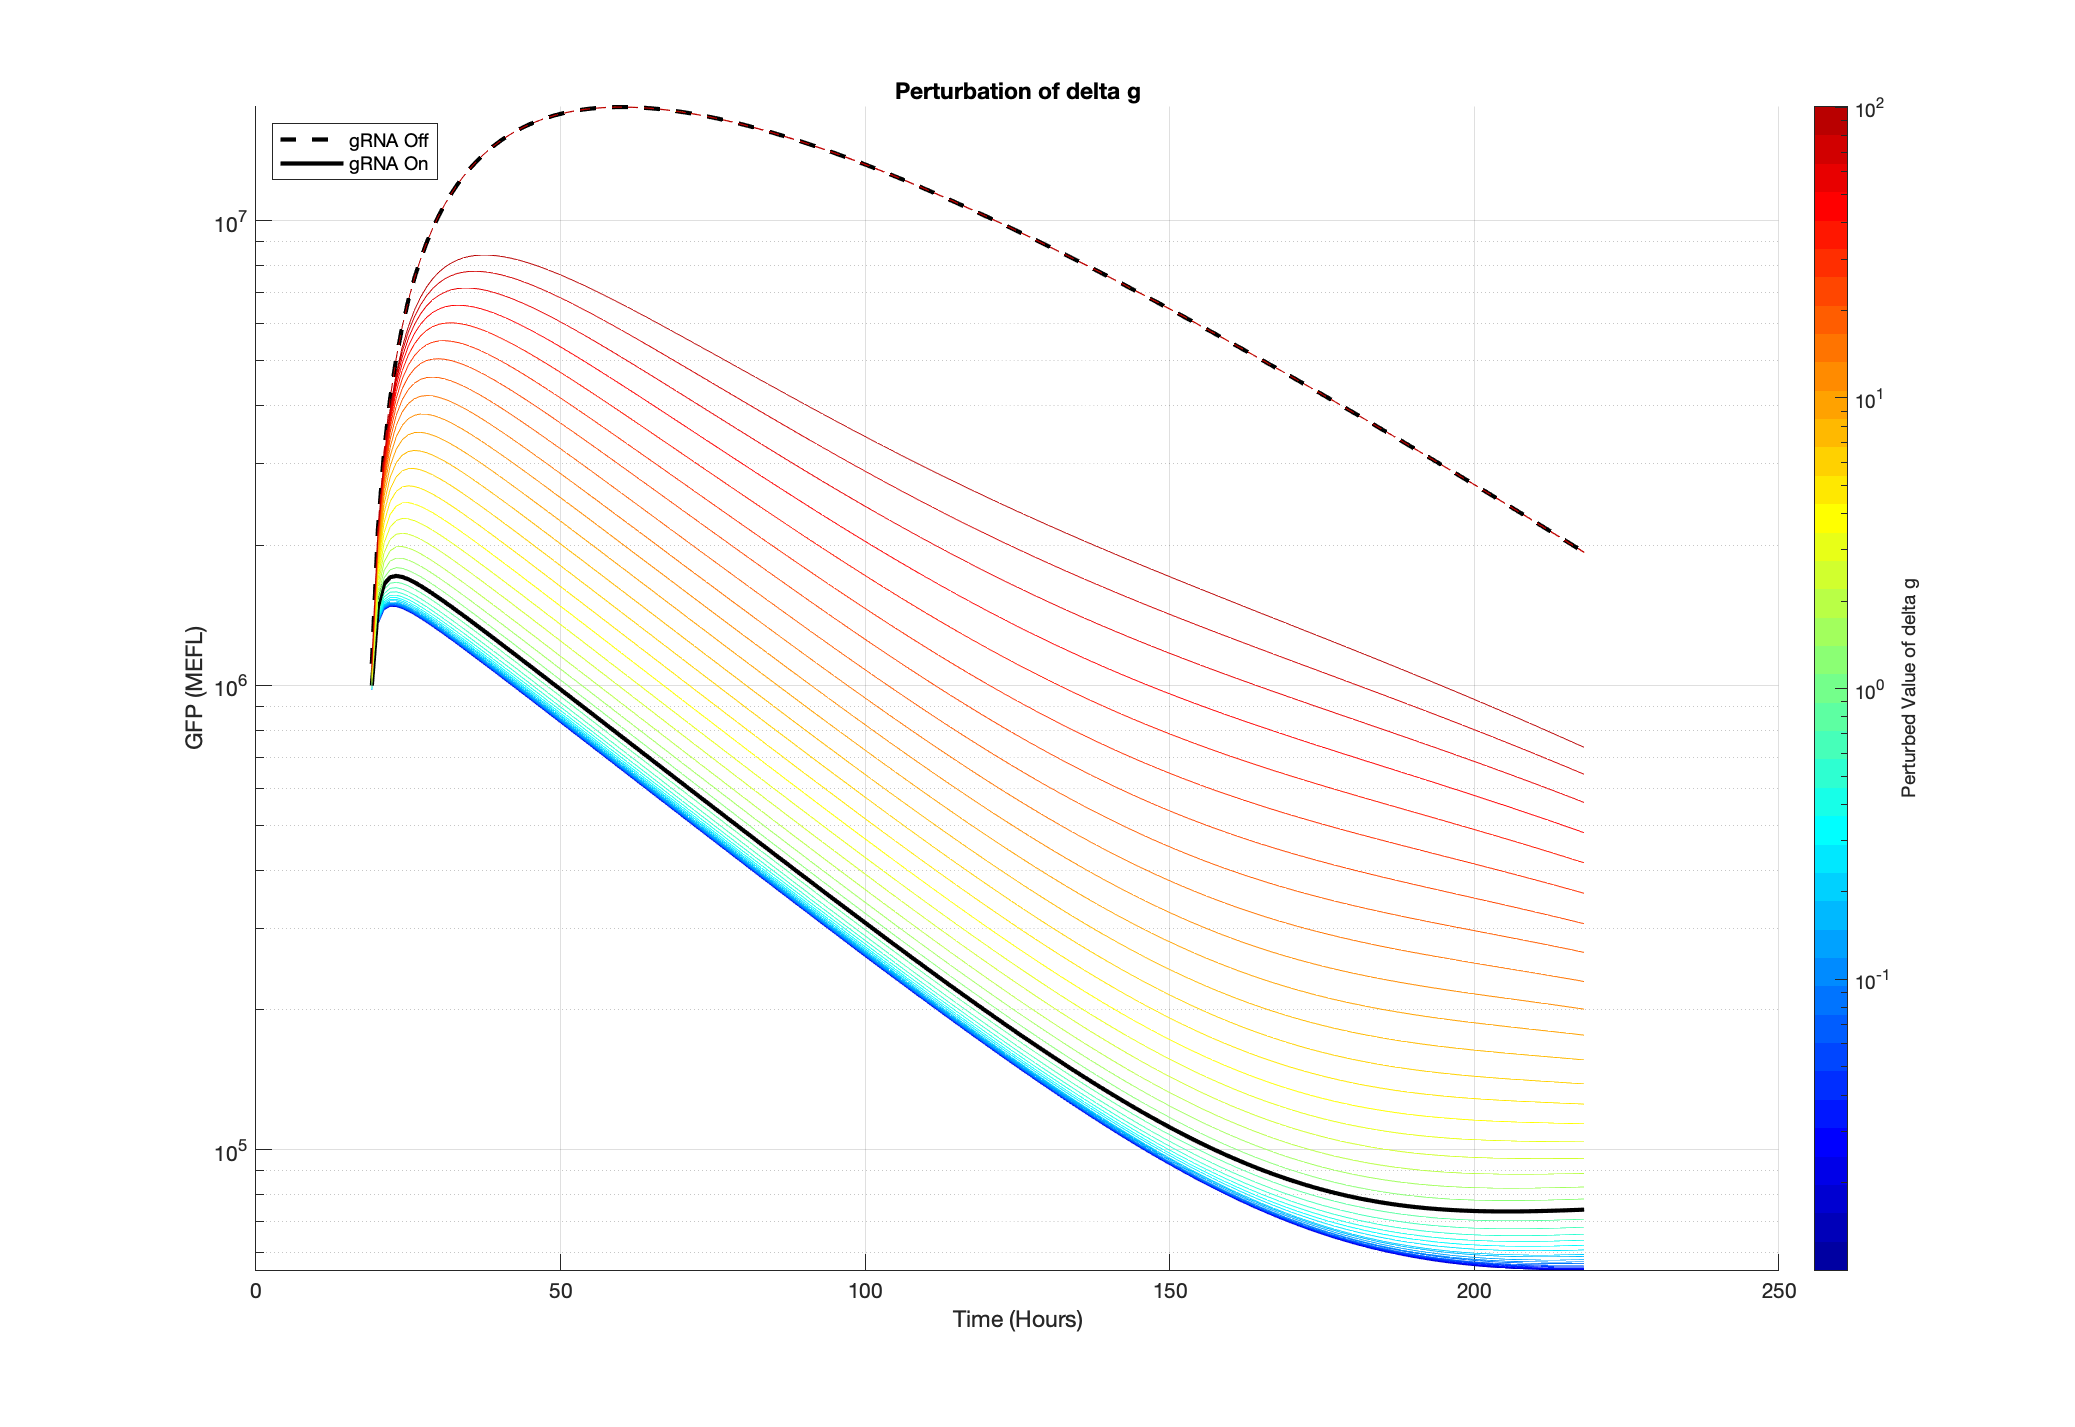 Perturbation of delta g
gRNA Off
gRNA On
GFP (MEFL)
10^7
10^6
10^5
0
50
100
150
200
250
Time (Hours)
10^2
10^1
10^0
10^-1
Perturbed Value of delta g